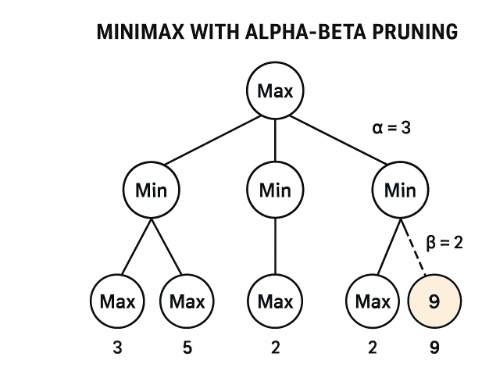 MINIMAX WITH ALPHA-BETA PRUNING
Max
α = 3
Min Min Min
β = 2
Max Max Max Max 9
3 5 2 2 9